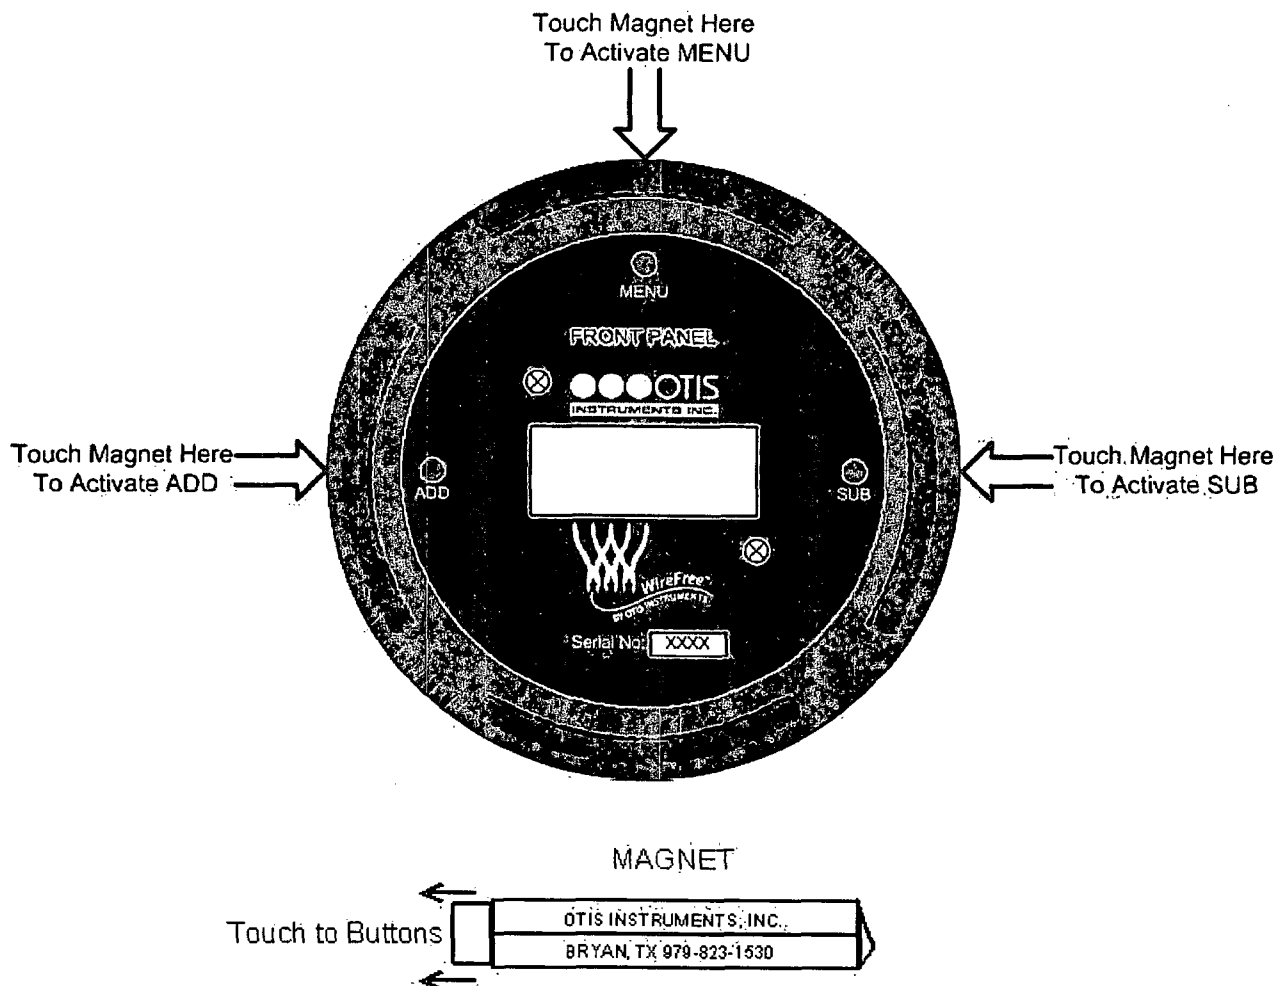 Touch Magnet Here
To Activate MENU
MENU
FRONT PANEL
OTIS
INSTRUMENTS INC.
Touch Magnet Here
To Activate ADD
ADD
SUB
Touch Magnet Here
To Activate SUB
WireFree™
BY OTIS INSTRUMENTS
Serial No: XXXX
MAGNET
Touch to Buttons
OTIS INSTRUMENTS, INC.
BRYAN, TX 979-823-1530